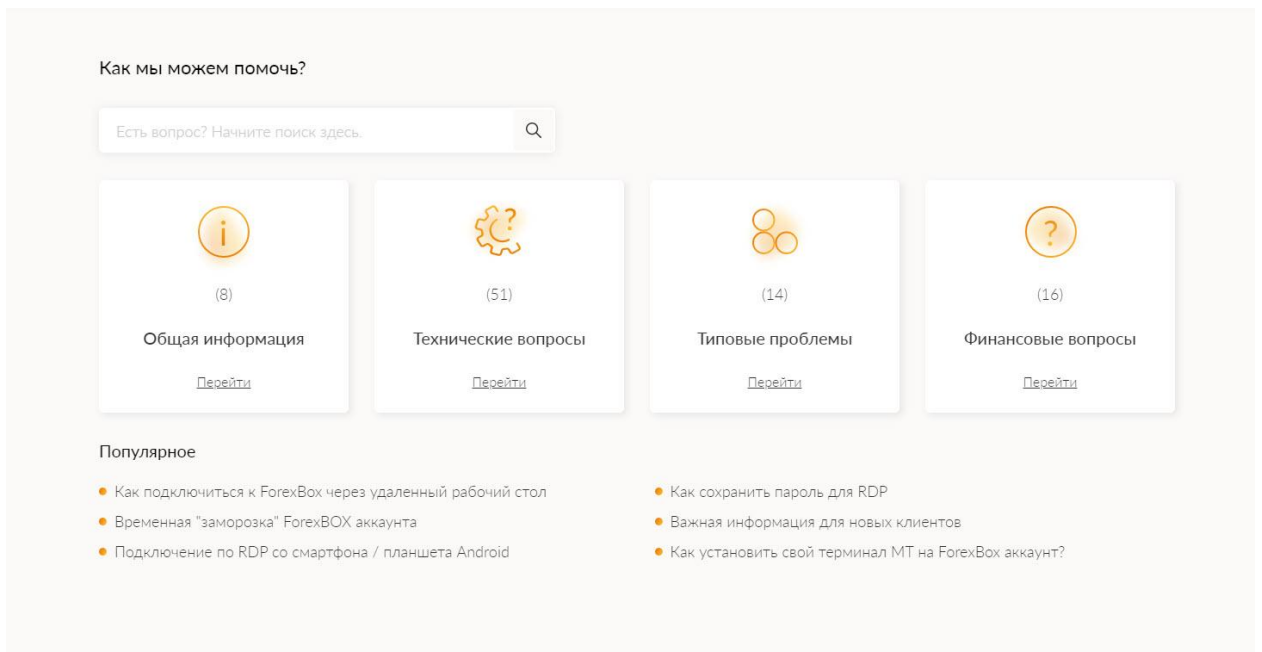 Как мы можем помочь?
Есть вопрос? Начните поиск здесь.
(8)
Общая информация
Перейти
(51)
Технические вопросы
Перейти
(14)
Типовые проблемы
Перейти
(16)
Финансовые вопросы
Перейти
Популярное
Как подключиться к ForexBox через удаленный рабочий стол
Временная "заморозка" ForexBOX аккаунта
Подключение по RDP со смартфона / планшета Android
Как сохранить пароль для RDP
Важная информация для новых клиентов
Как установить свой терминал МТ на ForexBox аккаунт?